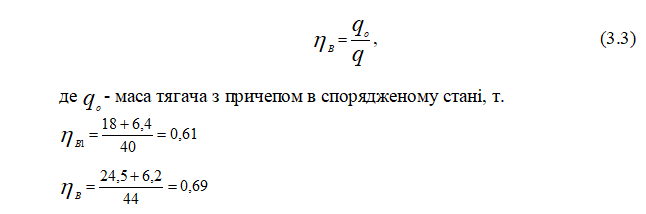 η_В = q_о / q, (3.3)
де q_о - маса тягача з причепом в спорядженому стані, т.
η_В1 = (18 + 6,4) / 40 = 0,61
η_В = (24,5 + 6,2) / 44 = 0,69